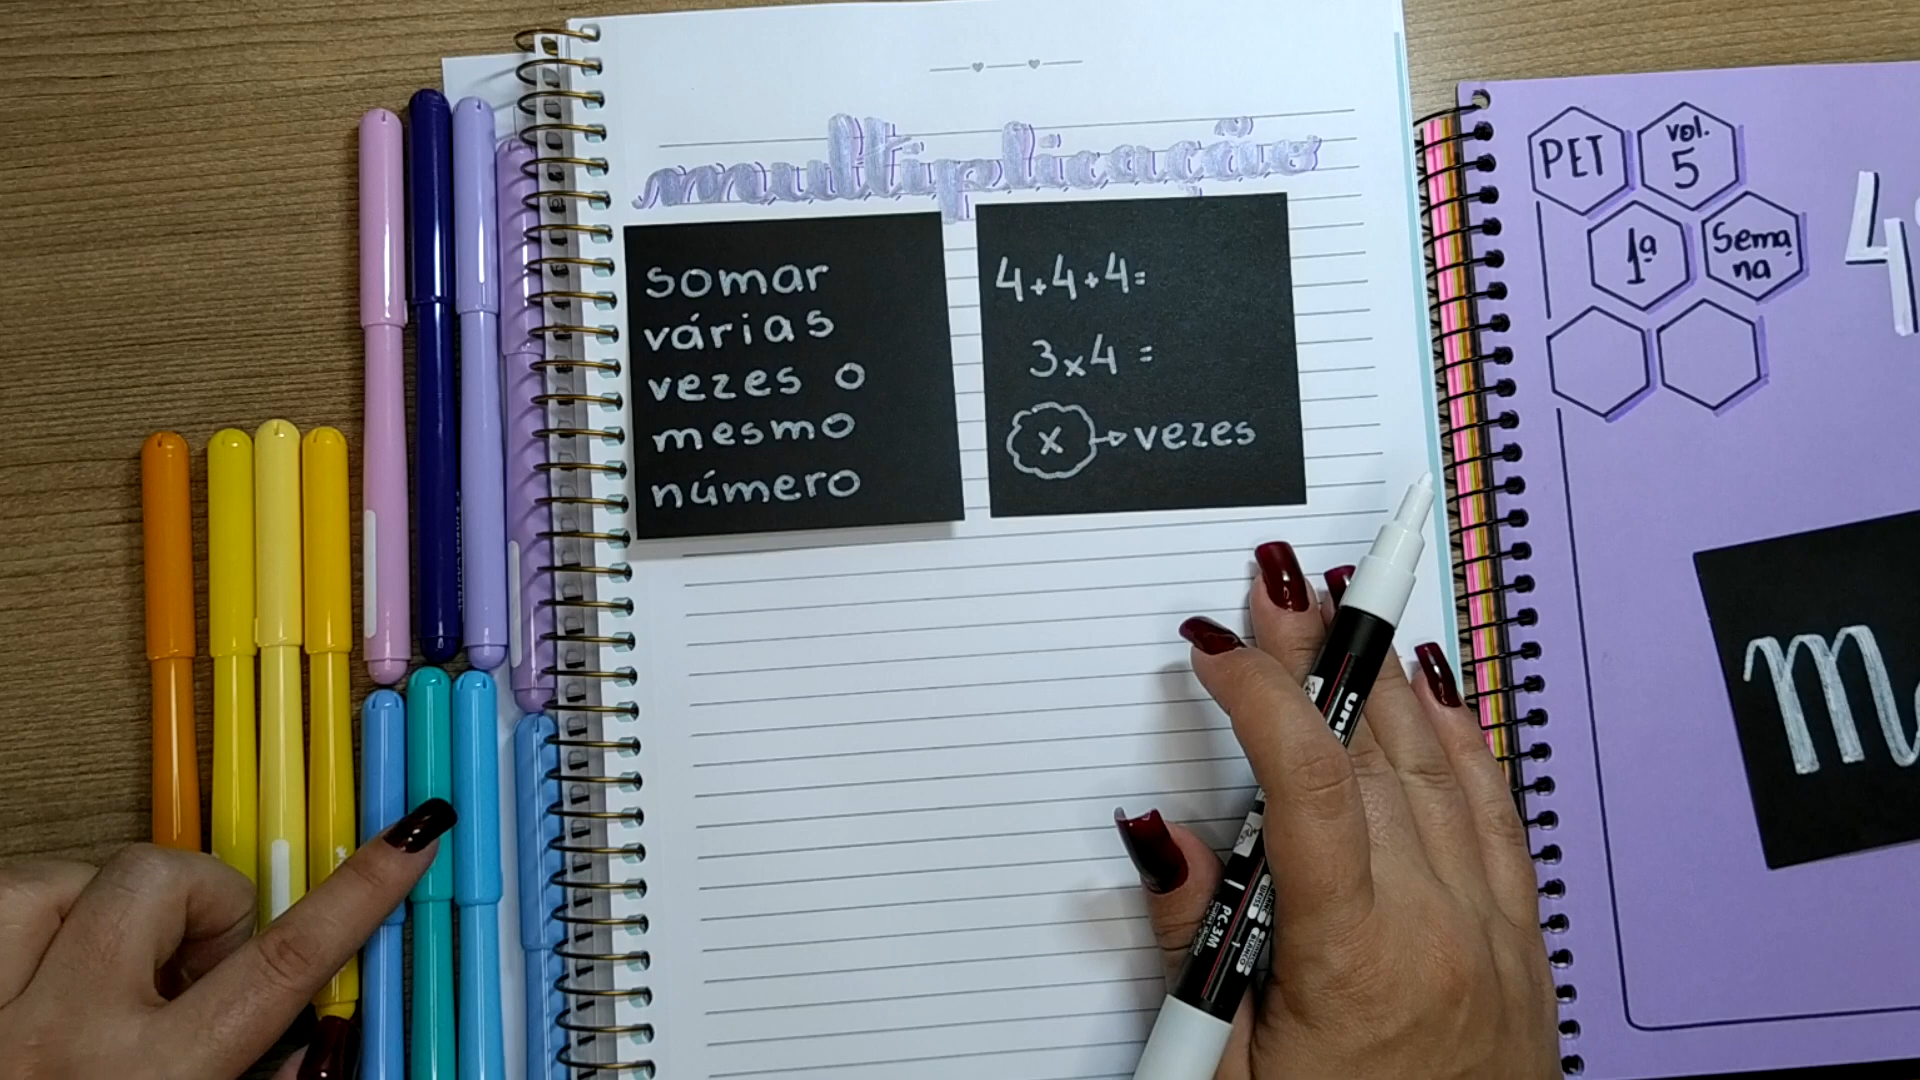 multiplicação
somar
várias
vezes o
mesmo
número
4+4+4=
3x4 =
x → vezes
PET
vol.
5
1ª
Sema
na
PC-3M